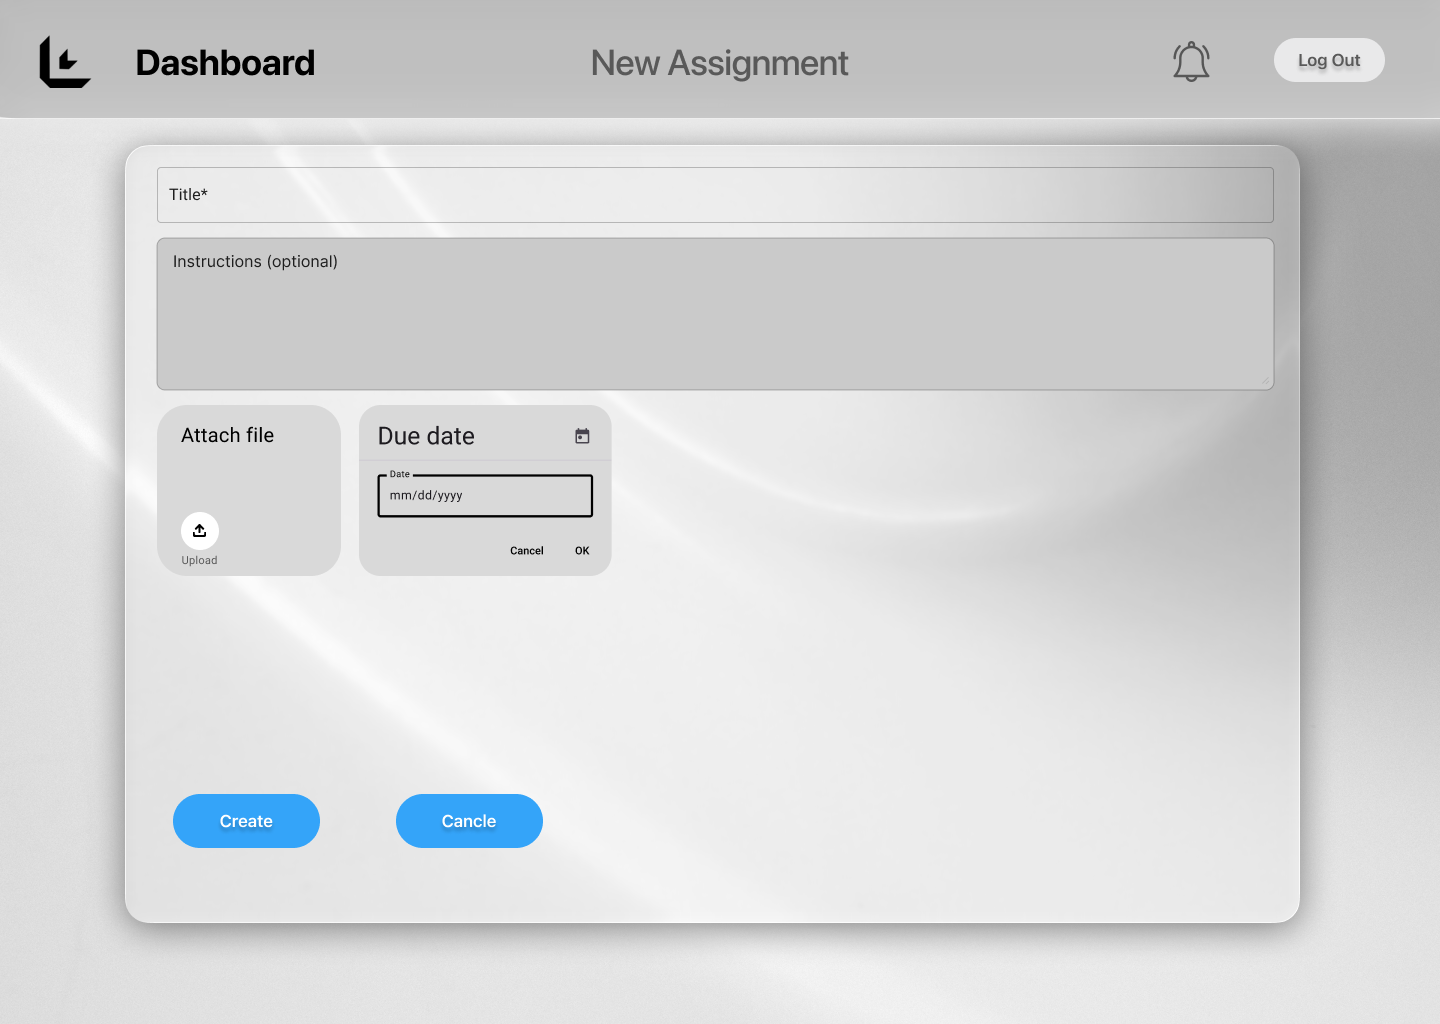 Dashboard
New Assignment
Log Out
Title*
Instructions (optional)
Attach file
Upload
Due date
Date
mm/dd/yyyy
Cancel
OK
Create
Cancle